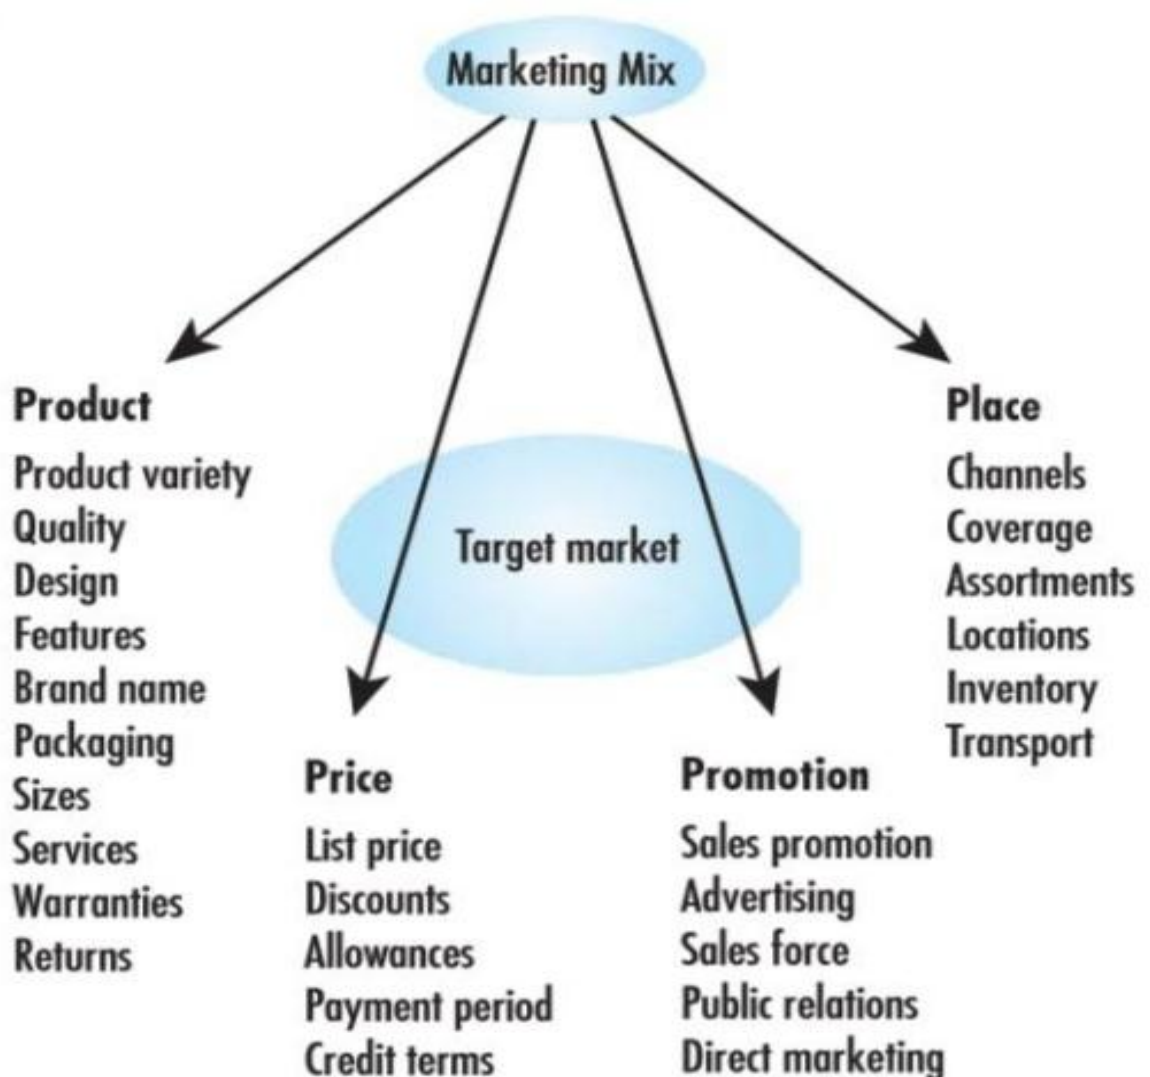 Marketing Mix
Product
Product variety
Quality
Design
Features
Brand name
Packaging
Sizes
Services
Warranties
Returns
Target market
Price
List price
Discounts
Allowances
Payment period
Credit terms
Promotion
Sales promotion
Advertising
Sales force
Public relations
Direct marketing
Place
Channels
Coverage
Assortments
Locations
Inventory
Transport